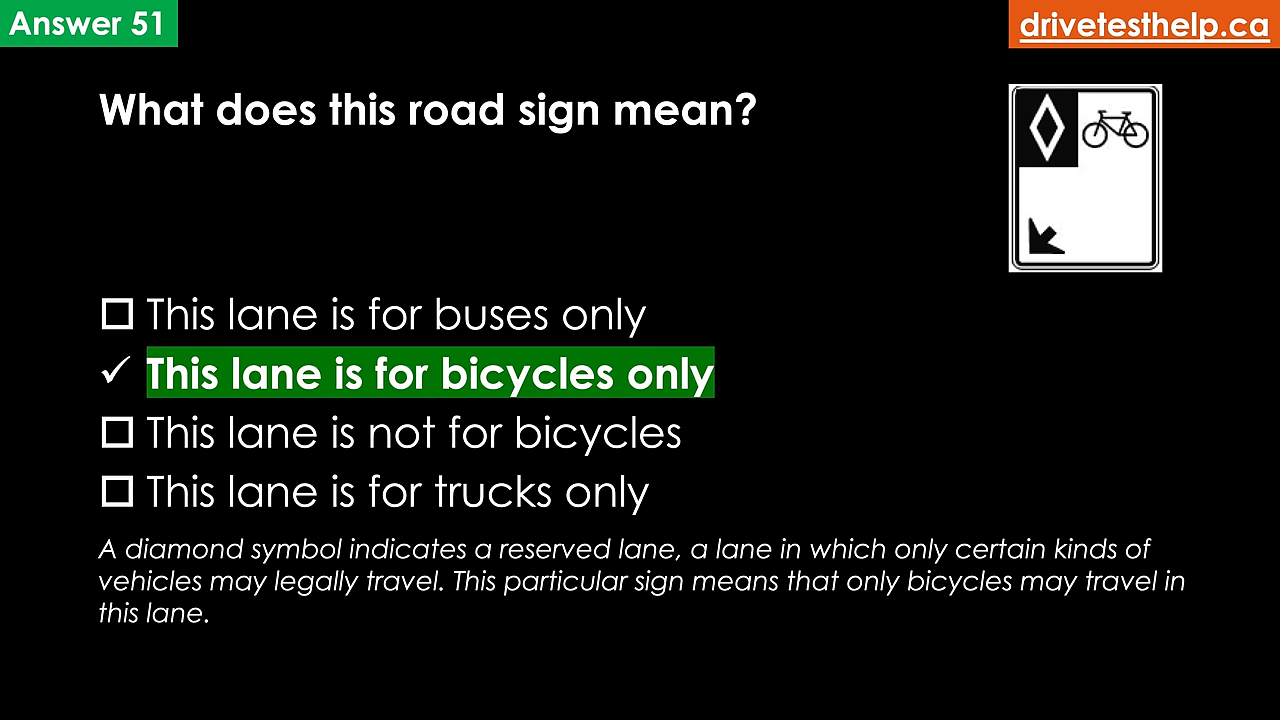 Answer 51
drivetesthelp.ca
What does this road sign mean?
This lane is for buses only
This lane is for bicycles only
This lane is not for bicycles
This lane is for trucks only
A diamond symbol indicates a reserved lane, a lane in which only certain kinds of
vehicles may legally travel. This particular sign means that only bicycles may travel in
this lane.